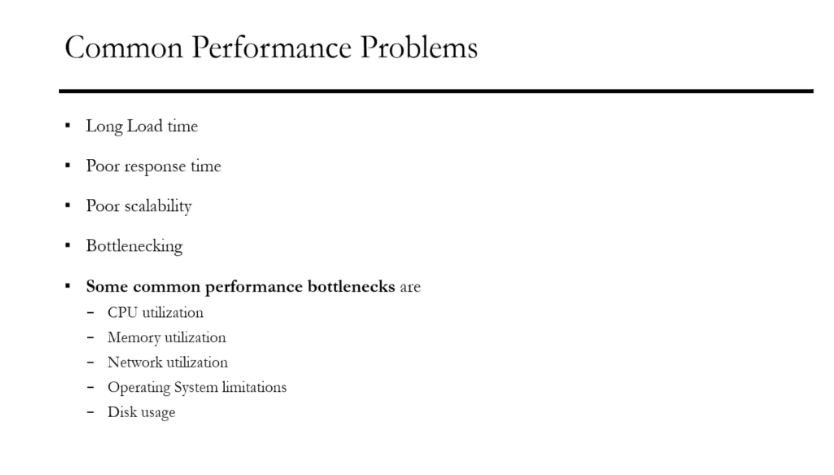 Common Performance Problems
▪ Long Load time
▪ Poor response time
▪ Poor scalability
▪ Bottlenecking
▪ Some common performance bottlenecks are
– CPU utilization
– Memory utilization
– Network utilization
– Operating System limitations
– Disk usage